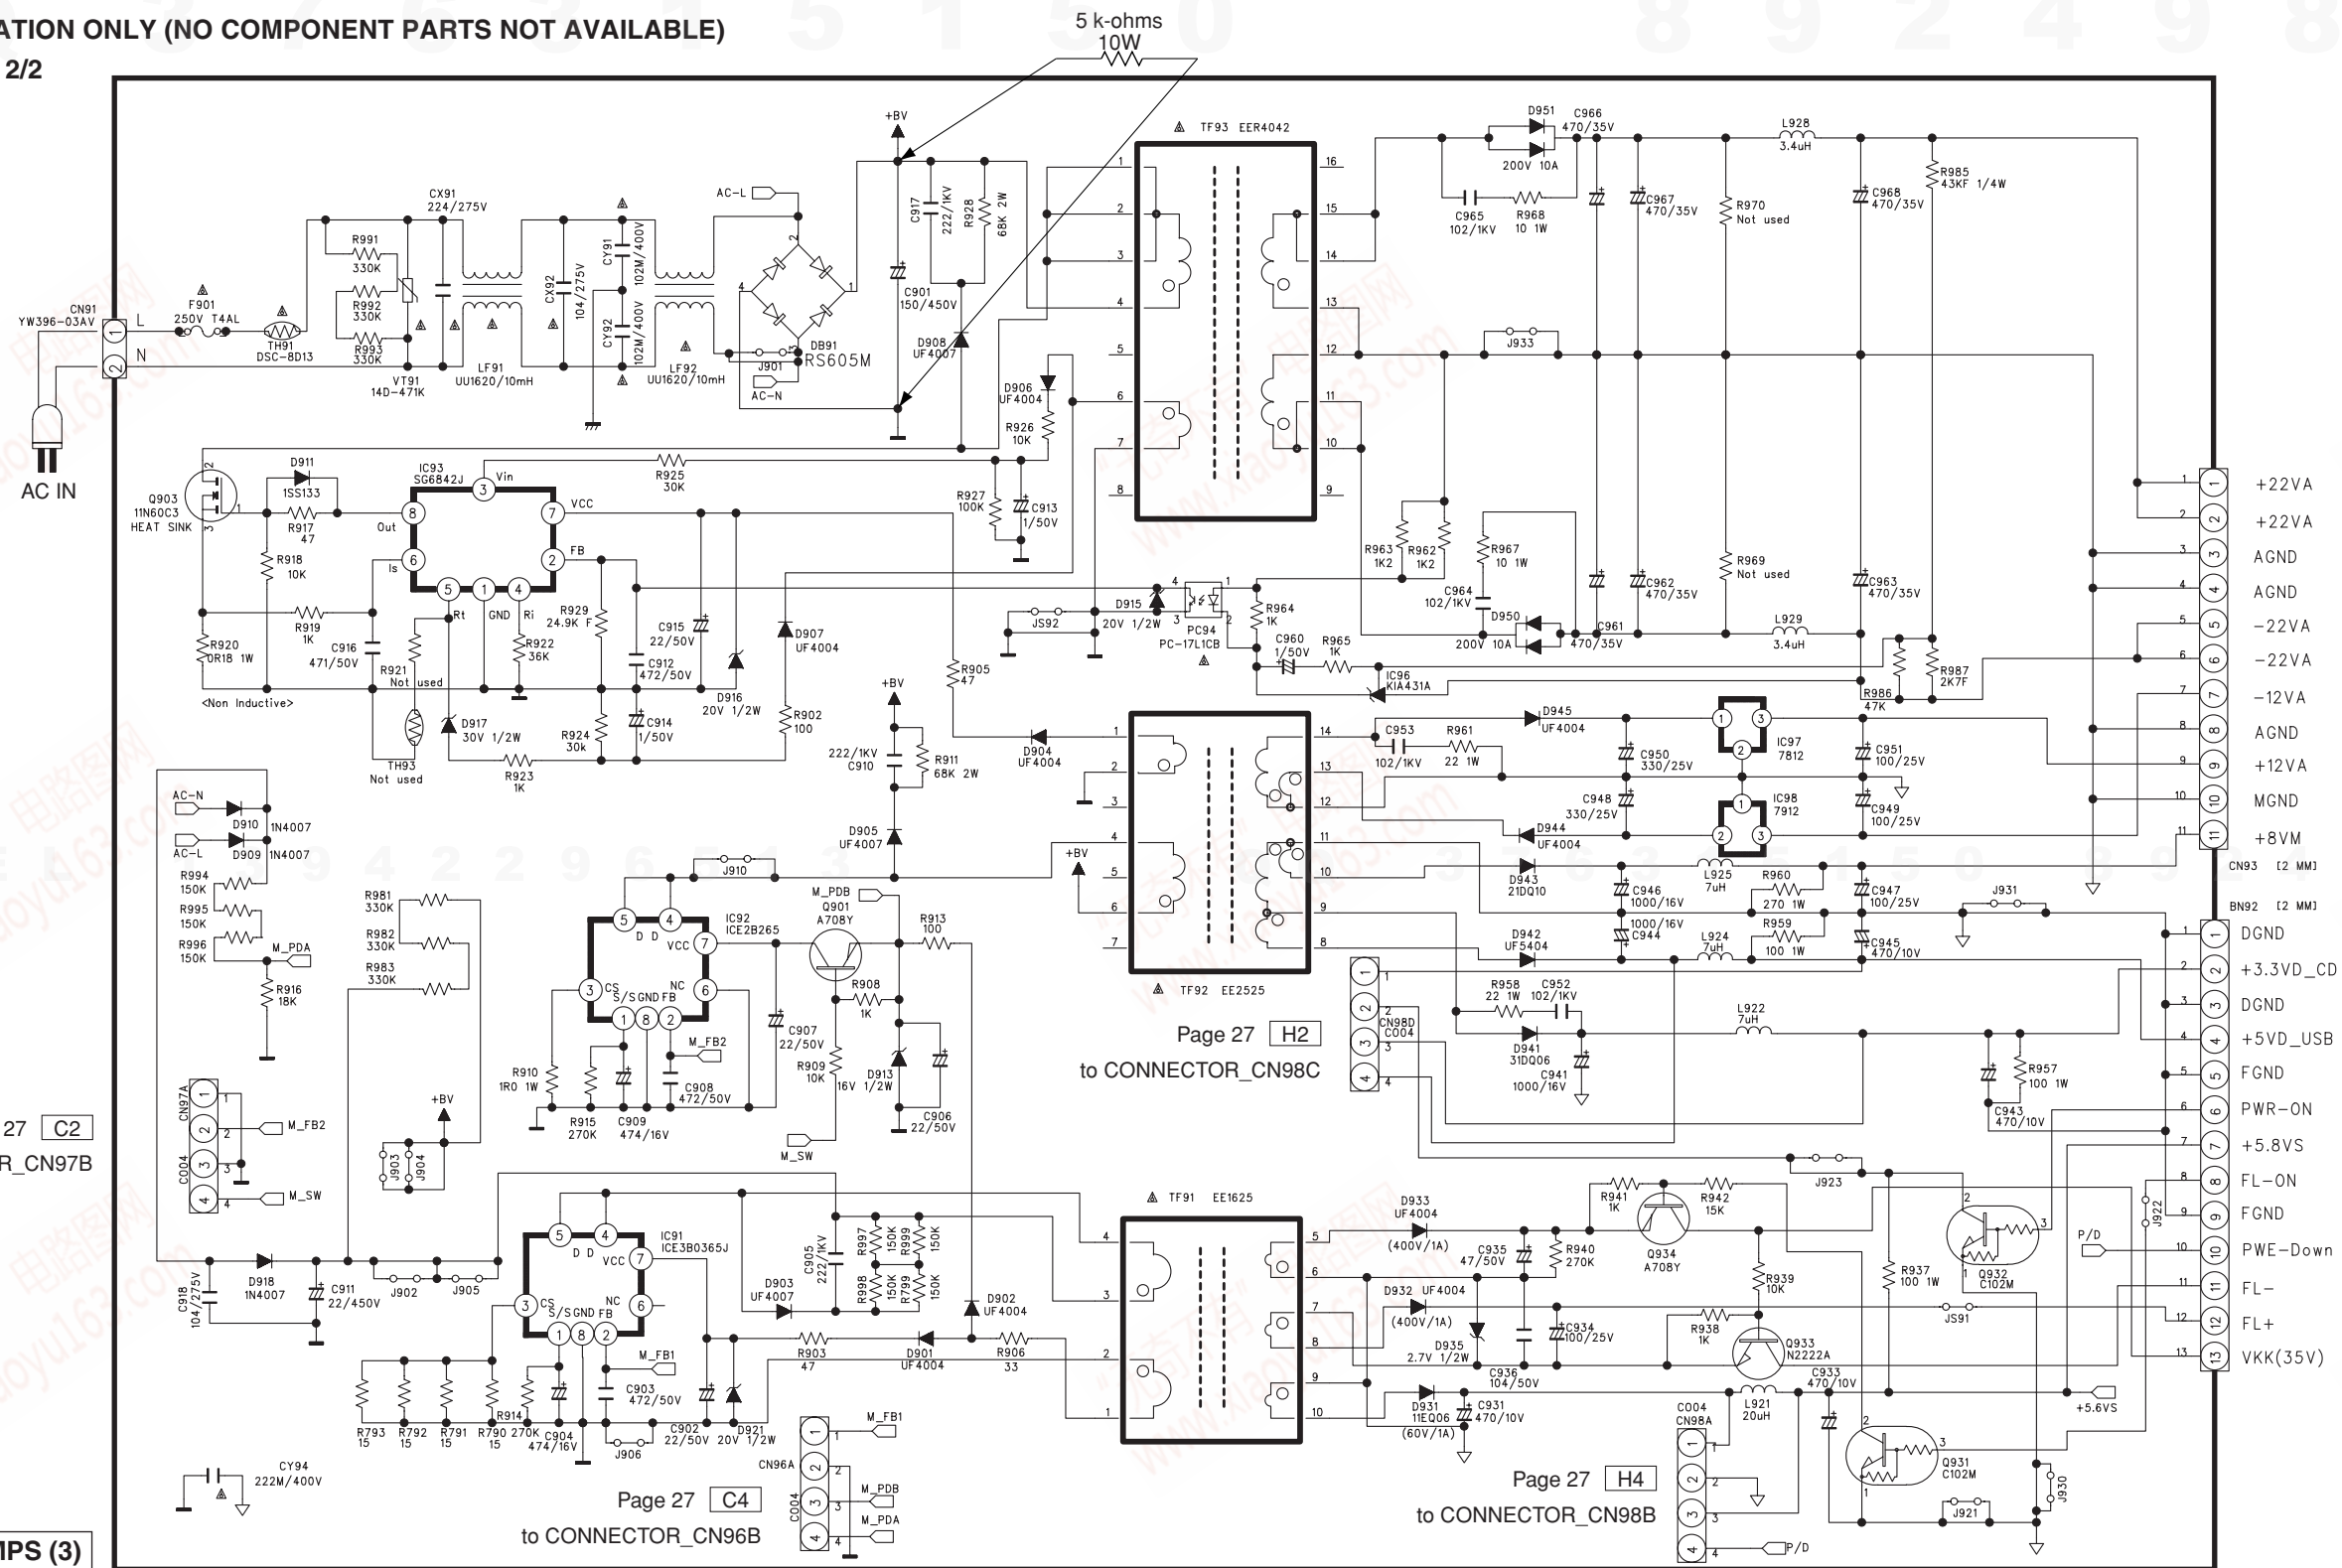 ATION ONLY (NO COMPONENT PARTS NOT AVAILABLE)
2/2
5 k-ohms
10W
+BV
TF93 EER4042
D951
C966
470/35V
200V 10A
L928
3.4uH
C965
102/1KV
R968
10 1W
C967
470/35V
R970
Not used
C968
470/35V
R985
43KF 1/4W
CX91
224/275V
R991
330K
R992
330K
R993
330K
CN91
YW396-03AV
L
N
F901
250V T4AL
TH91
DSC-8D13
VT91
14D-471K
LF91
UU1620/10mH
CX92
104/275V
CY91
102M/400V
CY92
102M/400V
LF92
UU1620/10mH
AC-L
J901
AC-N
DB91
RS605M
C901
150/450V
C917
222/1KV
R928
68K 2W
D908
UF4007
D906
UF4004
R926
10K
J933
AC IN
Q903
11N60C3
HEAT SINK
D911
1SS133
R917
47
R918
10K
IC93
SG6842J
Vin
VCC
Out
Is
FB
Rt
GND
Ri
R925
30K
R927
100K
C913
1/50V
R919
1K
R920
0R18 1W
<Non Inductive>
C916
471/50V
R921
Not used
R922
36K
R929
24.9K F
C915
22/50V
C912
472/50V
D916
20V 1/2W
D907
UF4004
R902
100
R905
47
TH93
Not used
D917
30V 1/2W
R923
1K
R924
30k
C914
1/50V
JS92
D915
20V 1/2W
PC94
PC-17L1CB
R963
1K2
R962
1K2
R964
1K
C960
1/50V
R965
1K
IC96
KIA431A
R967
10 1W
C964
102/1KV
D950
200V 10A
C961
470/35V
C962
470/35V
R969
Not used
L929
3.4uH
C963
470/35V
R986
47K
R987
2K7F
+22VA
+22VA
AGND
AGND
-22VA
-22VA
-12VA
AGND
+12VA
MGND
+8VM
CN93 [2 MM]
BN92 [2 MM]
+BV
222/1KV
C910
R911
68K 2W
D905
UF4007
D904
UF4004
C953
102/1KV
R961
22 1W
D945
UF4004
C950
330/25V
IC97
7812
C951
100/25V
C948
330/25V
IC98
7912
C949
100/25V
D944
UF4004
D943
21DQ10
L925
7uH
C946
1000/16V
R960
270 1W
C947
100/25V
J931
1000/16V
C944
R959
100 1W
C945
470/10V
D942
UF5404
L924
7uH
TF92 EE2525
AC-N
D910
1N4007
AC-L
D909
1N4007
R994
150K
R995
150K
R996
150K
M_PDA
R916
18K
R981
330K
R982
330K
R983
330K
J910
IC92
ICE2B265
D D
VCC
CS
NC
S/S GND FB
M_PDB
Q901
A708Y
R913
100
R908
1K
C907
22/50V
R909
10K
16V 1/2W
D913
C906
22/50V
M_FB2
R910
1R0 1W
R915
270K
C909
474/16V
C908
472/50V
M_SW
+BV
Page 27 H2
to CONNECTOR_CN98C
CN98D
CO04
R958
22 1W
C952
102/1KV
D941
31DQ06
C941
1000/16V
L922
7uH
R957
100 1W
C943
470/10V
DGND
+3.3VD_CD
DGND
+5VD_USB
FGND
PWR-ON
+5.8VS
FL-ON
FGND
PWE-Down
FL-
FL+
VKK(35V)
27 C2
R_CN97B
CN97A
CO04
M_FB2
M_SW
+BV
J903
J904
C918
104/275V
D918
1N4007
C911
22/450V
J902
J905
IC91
ICE3B0365J
D D
VCC
CS
NC
S/S GND FB
C905
222/1KV
R997
150K
R999
150K
R998
150K
R799
150K
D903
UF4007
D902
UF4004
R903
47
D901
UF4004
R906
33
M_FB1
C903
472/50V
R793
15
R792
15
R791
15
R790
15
R914
270K
C904
474/16V
J906
C902
22/50V
D921
20V 1/2W
CN96A
CO04
M_FB1
M_PDB
M_PDA
CY94
222M/400V
Page 27 C4
to CONNECTOR_CN96B
TF91 EE1625
D933
UF4004
(400V/1A)
C935
47/50V
R940
270K
D932 UF4004
(400V/1A)
D935
2.7V 1/2W
C936
104/50V
C934
100/25V
D931
11EQ06
(60V/1A)
C931
470/10V
R941
1K
R942
15K
Q934
A708Y
R939
10K
R938
1K
Q933
N2222A
C933
470/10V
L921
20uH
CO04
CN98A
J923
Q932
C102M
R937
100 1W
JS91
J922
P/D
+5.6VS
Q931
C102M
J921
J930
P/D
Page 27 H4
to CONNECTOR_CN98B
MPS (3)